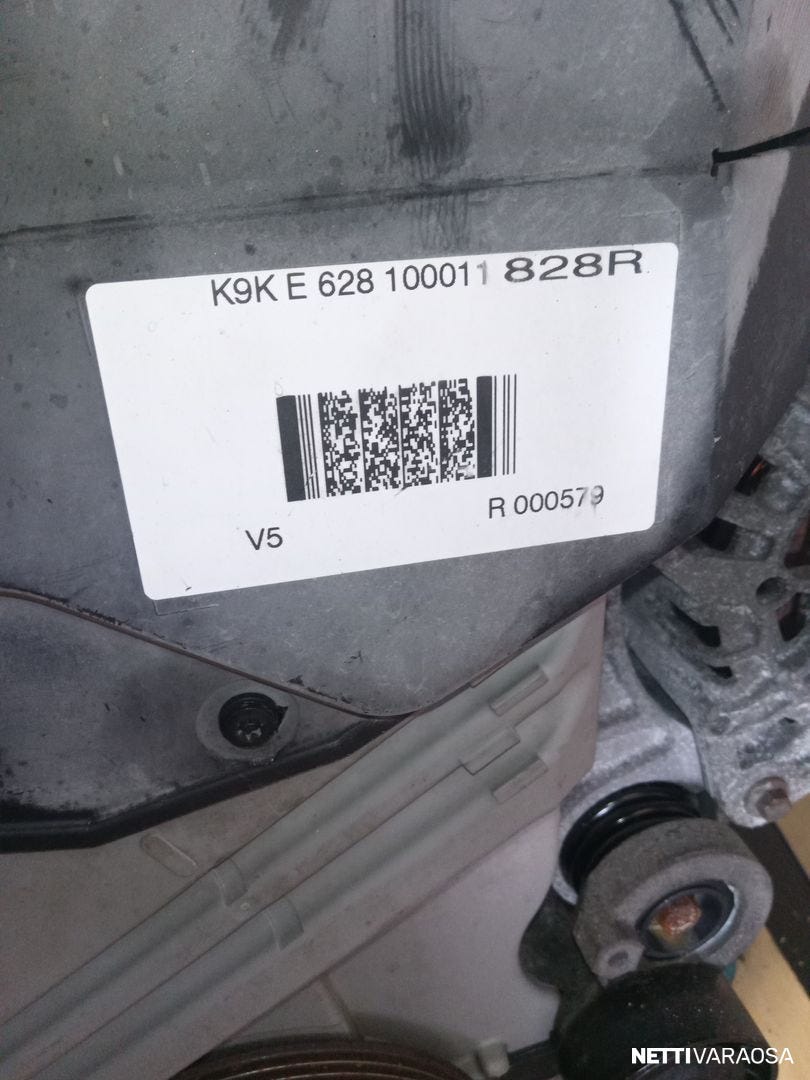 K9K E 628 100011 828R
V5
R 000579
NETTIVARAOSA